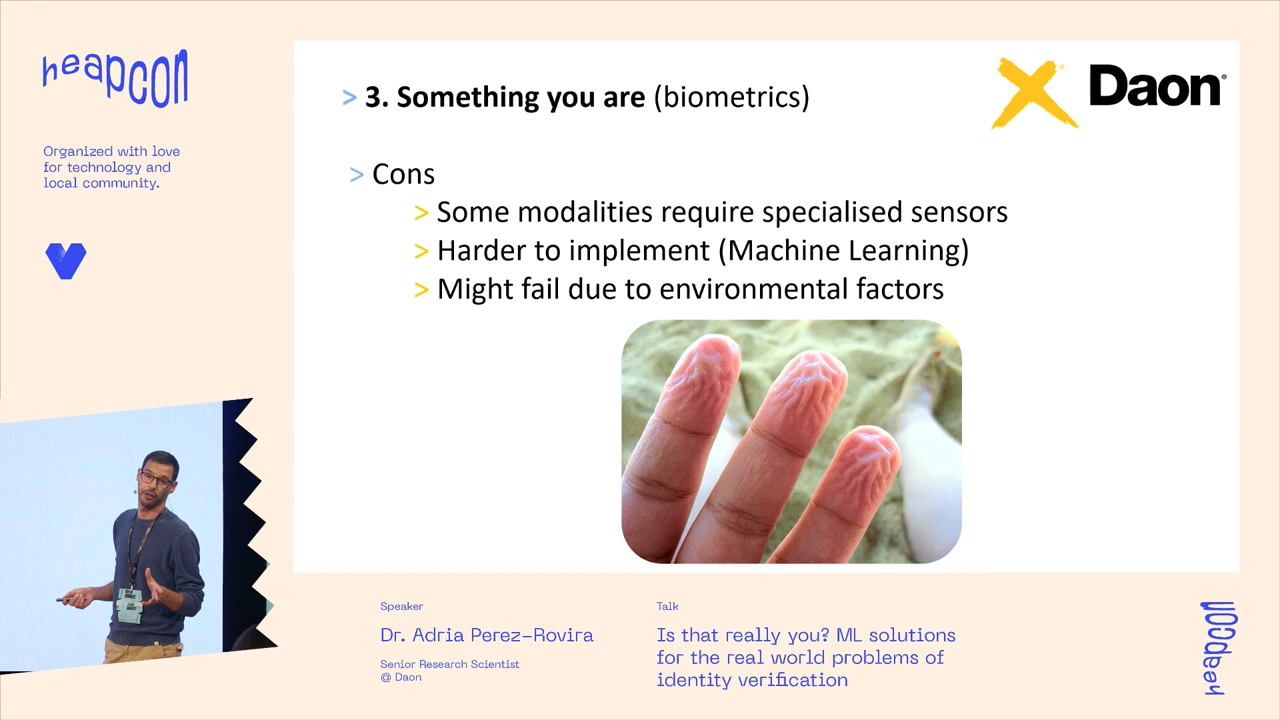 heapcon
Organized with love
for technology and
local community.
> 3. Something you are (biometrics)
Daon
> Cons
> Some modalities require specialised sensors
> Harder to implement (Machine Learning)
> Might fail due to environmental factors
Speaker
Dr. Adria Perez-Rovira
Senior Research Scientist
@ Daon
Talk
Is that really you? ML solutions
for the real world problems of
identity verification
heapcon